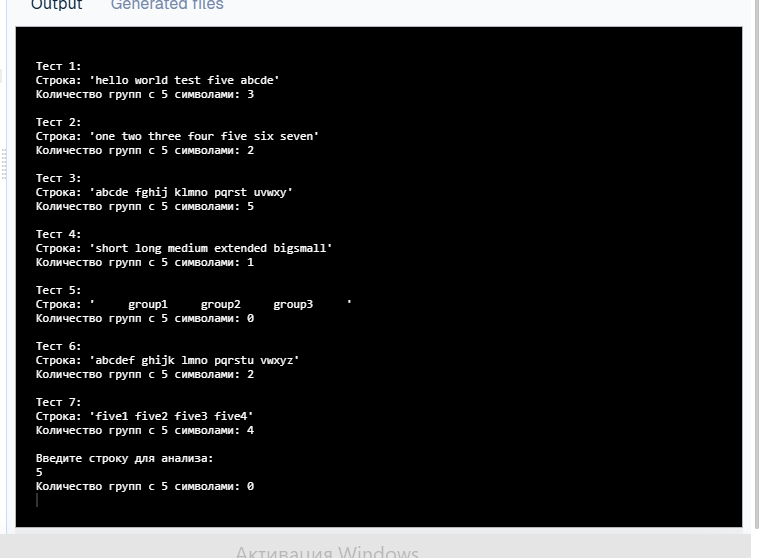 Output Generated files
Тест 1:
Строка: 'hello world test five abcde'
Количество групп с 5 символами: 3
Тест 2:
Строка: 'one two three four five six seven'
Количество групп с 5 символами: 2
Тест 3:
Строка: 'abcde fghij klmno pqrst uvwxy'
Количество групп с 5 символами: 5
Тест 4:
Строка: 'short long medium extended bigsmall'
Количество групп с 5 символами: 1
Тест 5:
Строка: '     group1     group2     group3     '
Количество групп с 5 символами: 0
Тест 6:
Строка: 'abcdef ghijk lmno pqrstu vwxyz'
Количество групп с 5 символами: 2
Тест 7:
Строка: 'five1 five2 five3 five4'
Количество групп с 5 символами: 4
Введите строку для анализа:
5
Количество групп с 5 символами: 0
Активация Windows